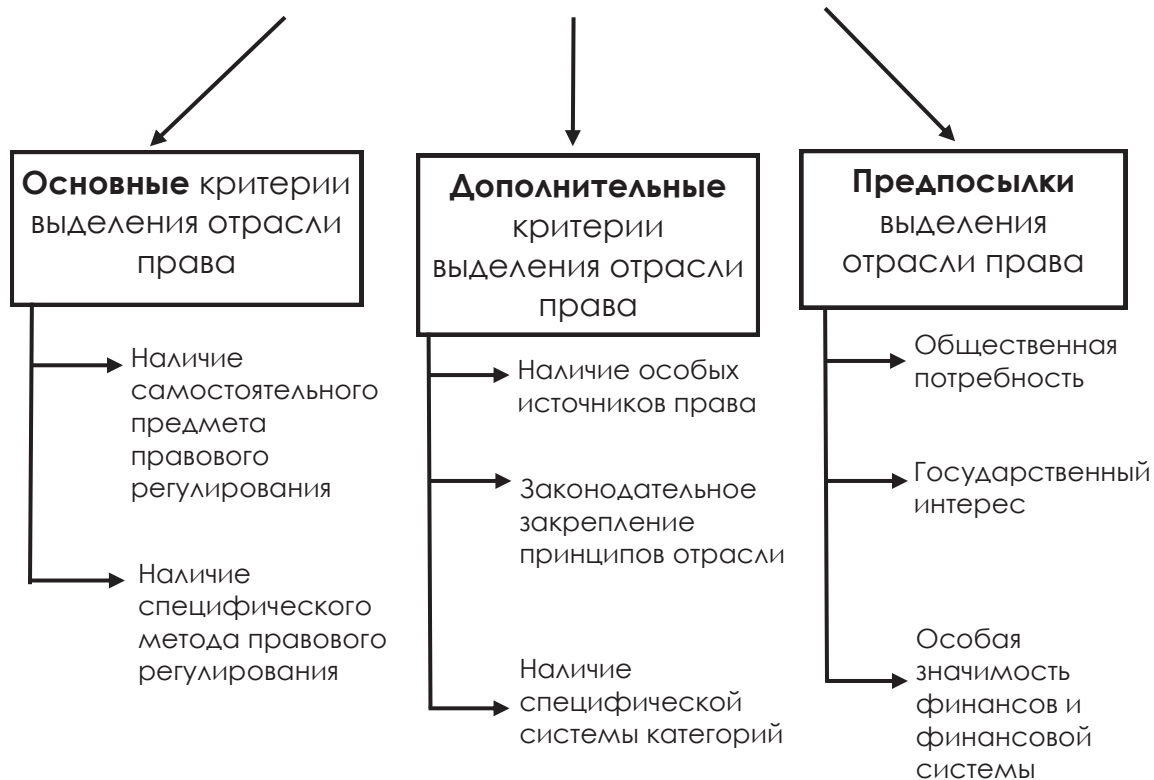 Основные критерии
выделения отрасли
права
Наличие
самостоятельного
предмета
правового
регулирования
Наличие
специфического
метода правового
регулирования
Дополнительные
критерии
выделения отрасли
права
Наличие особых
источников права
Законодательное
закрепление
принципов отрасли
Наличие
специфической
системы категорий
Предпосылки
выделения
отрасли права
Общественная
потребность
Государственный
интерес
Особая
значимость
финансов и
финансовой
системы